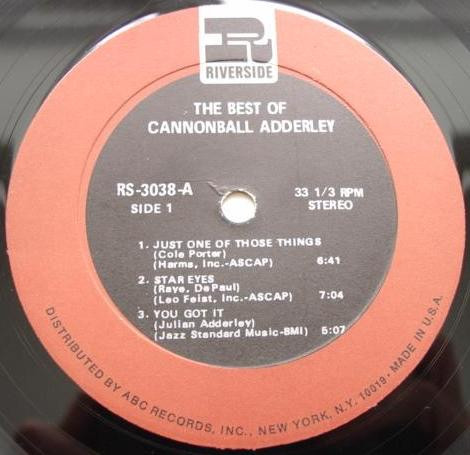 R
RIVERSIDE
THE BEST OF
CANNONBALL ADDERLEY
RS-3038-A
SIDE 1
33 1/3 RPM
STEREO
1. JUST ONE OF THOSE THINGS
(Cole Porter)
(Harms, Inc.-ASCAP) 6:41
2. STAR EYES
(Raye, DePaul)
(Leo Feist, Inc.-ASCAP) 7:04
3. YOU GOT IT
(Julian Adderley)
(Jazz Standard Music-BMI) 5:07
DISTRIBUTED BY ABC RECORDS, INC., NEW YORK, N.Y. 10019 - MADE IN U.S.A.